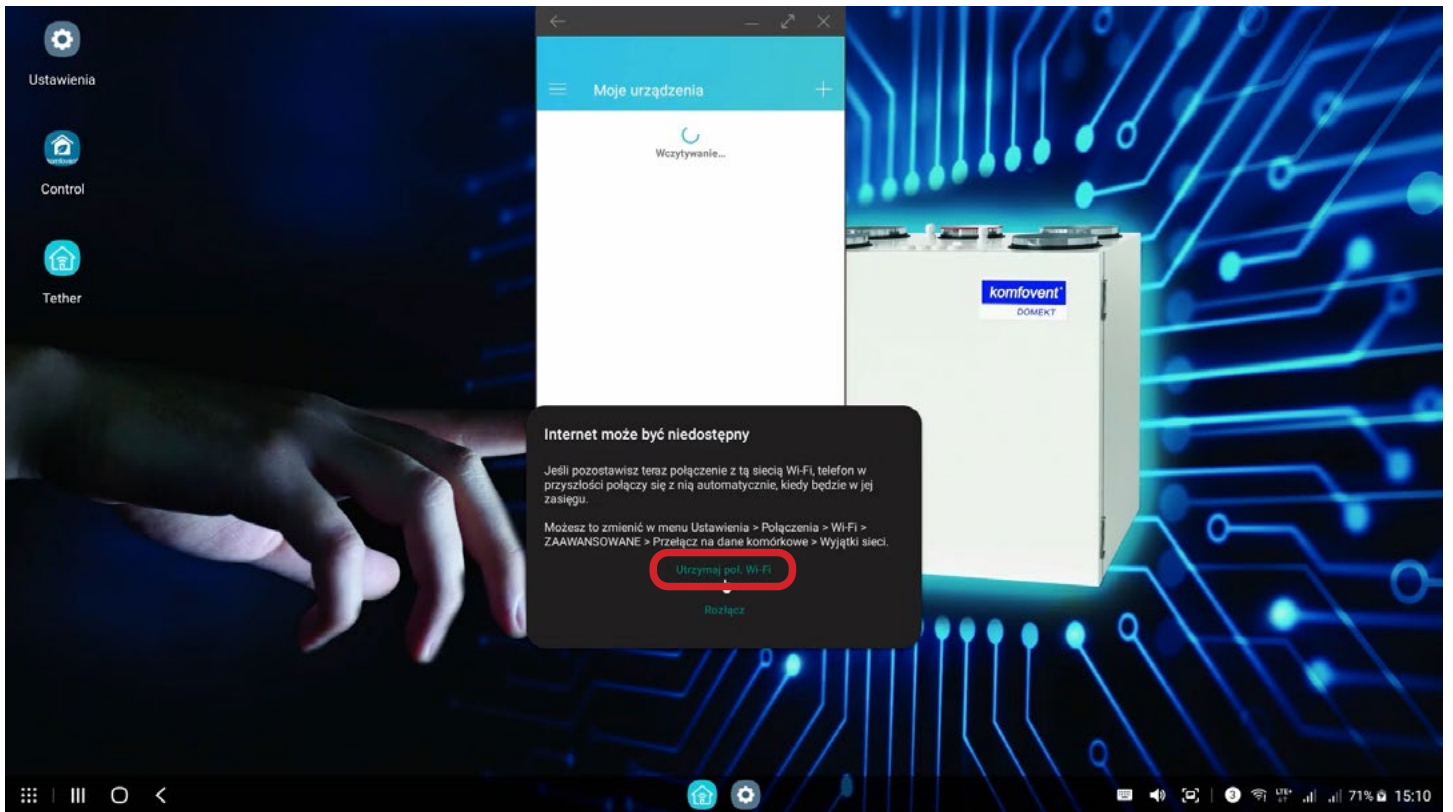 Ustawienia
Control
Tether
Moje urządzenia
Wczytywanie...
komfovent
DOMEKT
Internet może być niedostępny
Jeśli pozostawisz teraz połączenie z tą siecią Wi-Fi, telefon w
przyszłości połączy się z nią automatycznie, kiedy będzie w jej
zasięgu.
Możesz to zmienić w menu Ustawienia > Połączenia > Wi-Fi >
ZAAWANSOWANE > Przełącz na dane komórkowe > Wyjątki sieci.
Utrzymaj poł. Wi-Fi
Rozłącz
3 LTE+ 71% 15:10